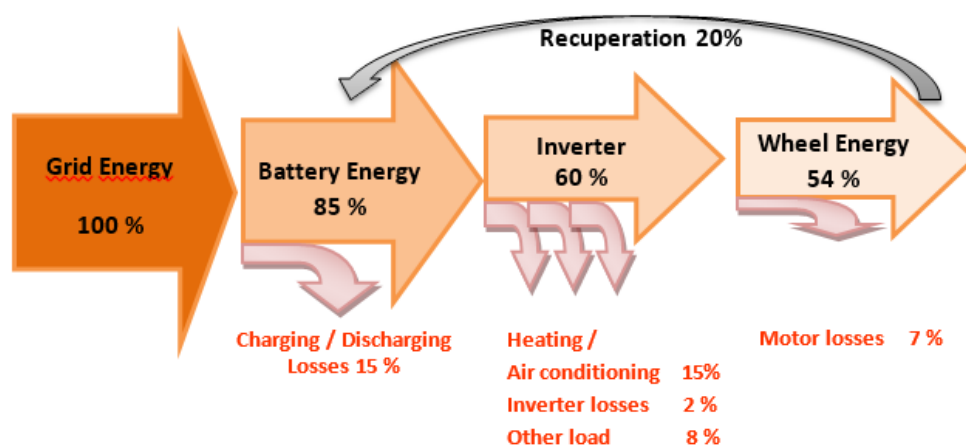 Recuperation 20%
Grid Energy
100 %
Battery Energy
85 %
Inverter
60 %
Wheel Energy
54 %
Charging / Discharging
Losses 15 %
Heating /
Air conditioning 15%
Inverter losses 2 %
Other load 8 %
Motor losses 7 %